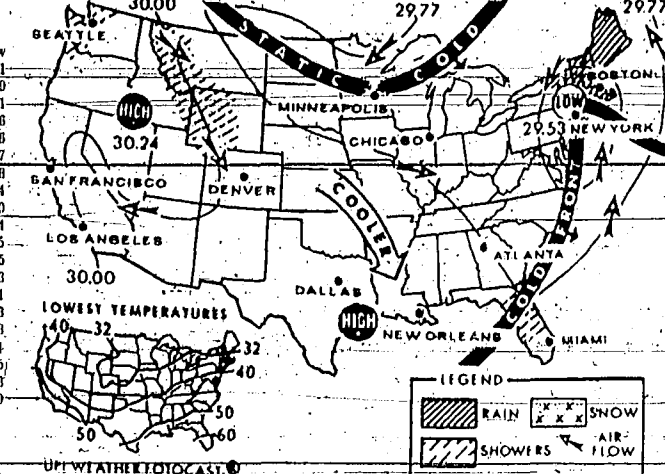 30.00
29.77
29.77
SEATTLE
STATIC COLD
BOSTON
HIGH
MINNEAPOLIS
LOW
30.24
CHICAGO
29.53 NEW YORK
SAN FRANCISCO
DENVER
COOLER
LOS ANGELES
ATLANTA
COLD FRONT
30.00
DALLAS
LOWEST TEMPERATURES
HIGH
NEW ORLEANS
MIAMI
40
32
32
40
LEGEND
50
RAIN
SNOW
50
60
SHOWERS
AIR-
FLOW
UPI WEATHER FOTOCAST